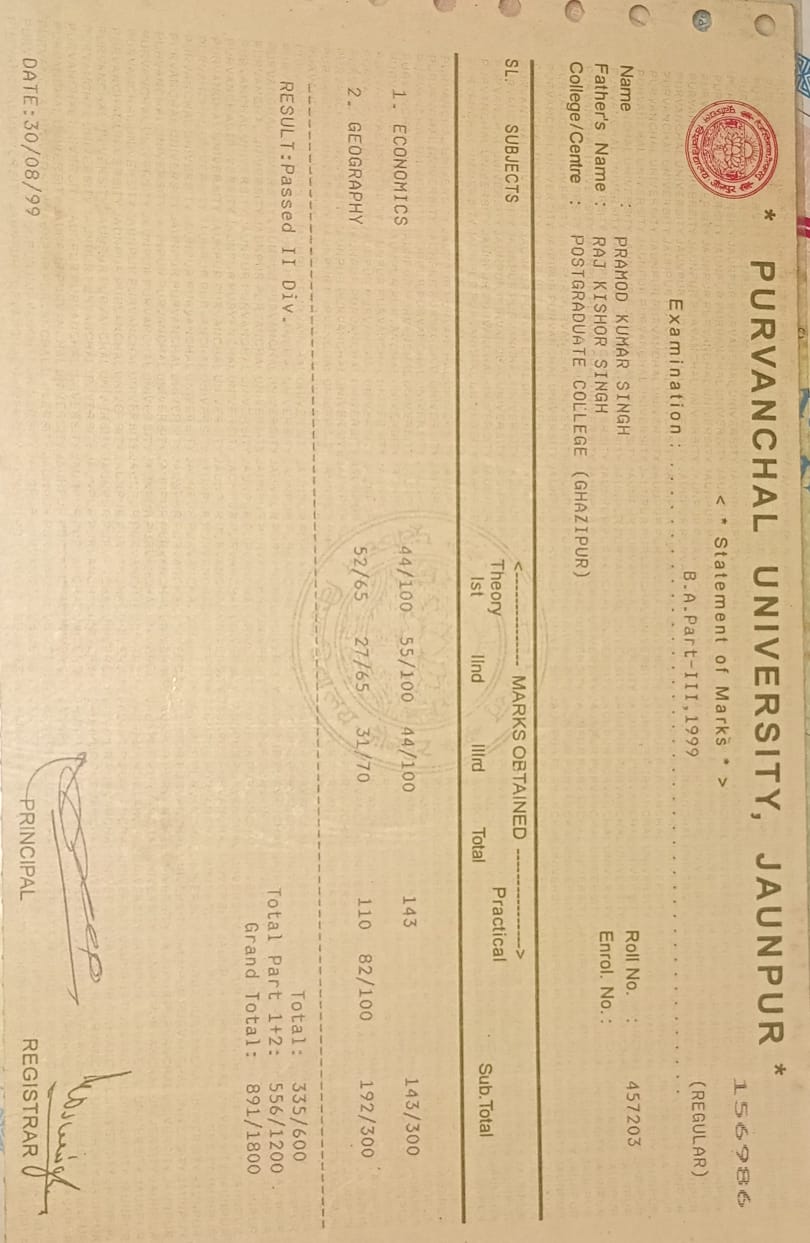 156986
* PURVANCHAL UNIVERSITY, JAUNPUR *
< * Statement of Marks * >
B.A.Part-III,1999 (REGULAR)
Examination : . . . . . . . . . . . . . . . . . . . . . . . . . . . . . . . .
Name : PRAMOD KUMAR SINGH Roll No. : 457203
Father's Name : RAJ KISHOR SINGH Enrol. No. :
College/Centre : POSTGRADUATE COLLEGE (GHAZIPUR)
SL. SUBJECTS <-------------- MARKS OBTAINED --------------->
Theory Practical Sub.Total
Ist IInd IIIrd Total
1. ECONOMICS 44/100 55/100 44/100 143 143/300
2. GEOGRAPHY 52/65 27/65 31/70 110 82/100 192/300
Total: 335/600
RESULT:Passed II Div. Total Part 1+2: 556/1200
Grand Total: 891/1800
DATE:30/08/99 PRINCIPAL REGISTRAR